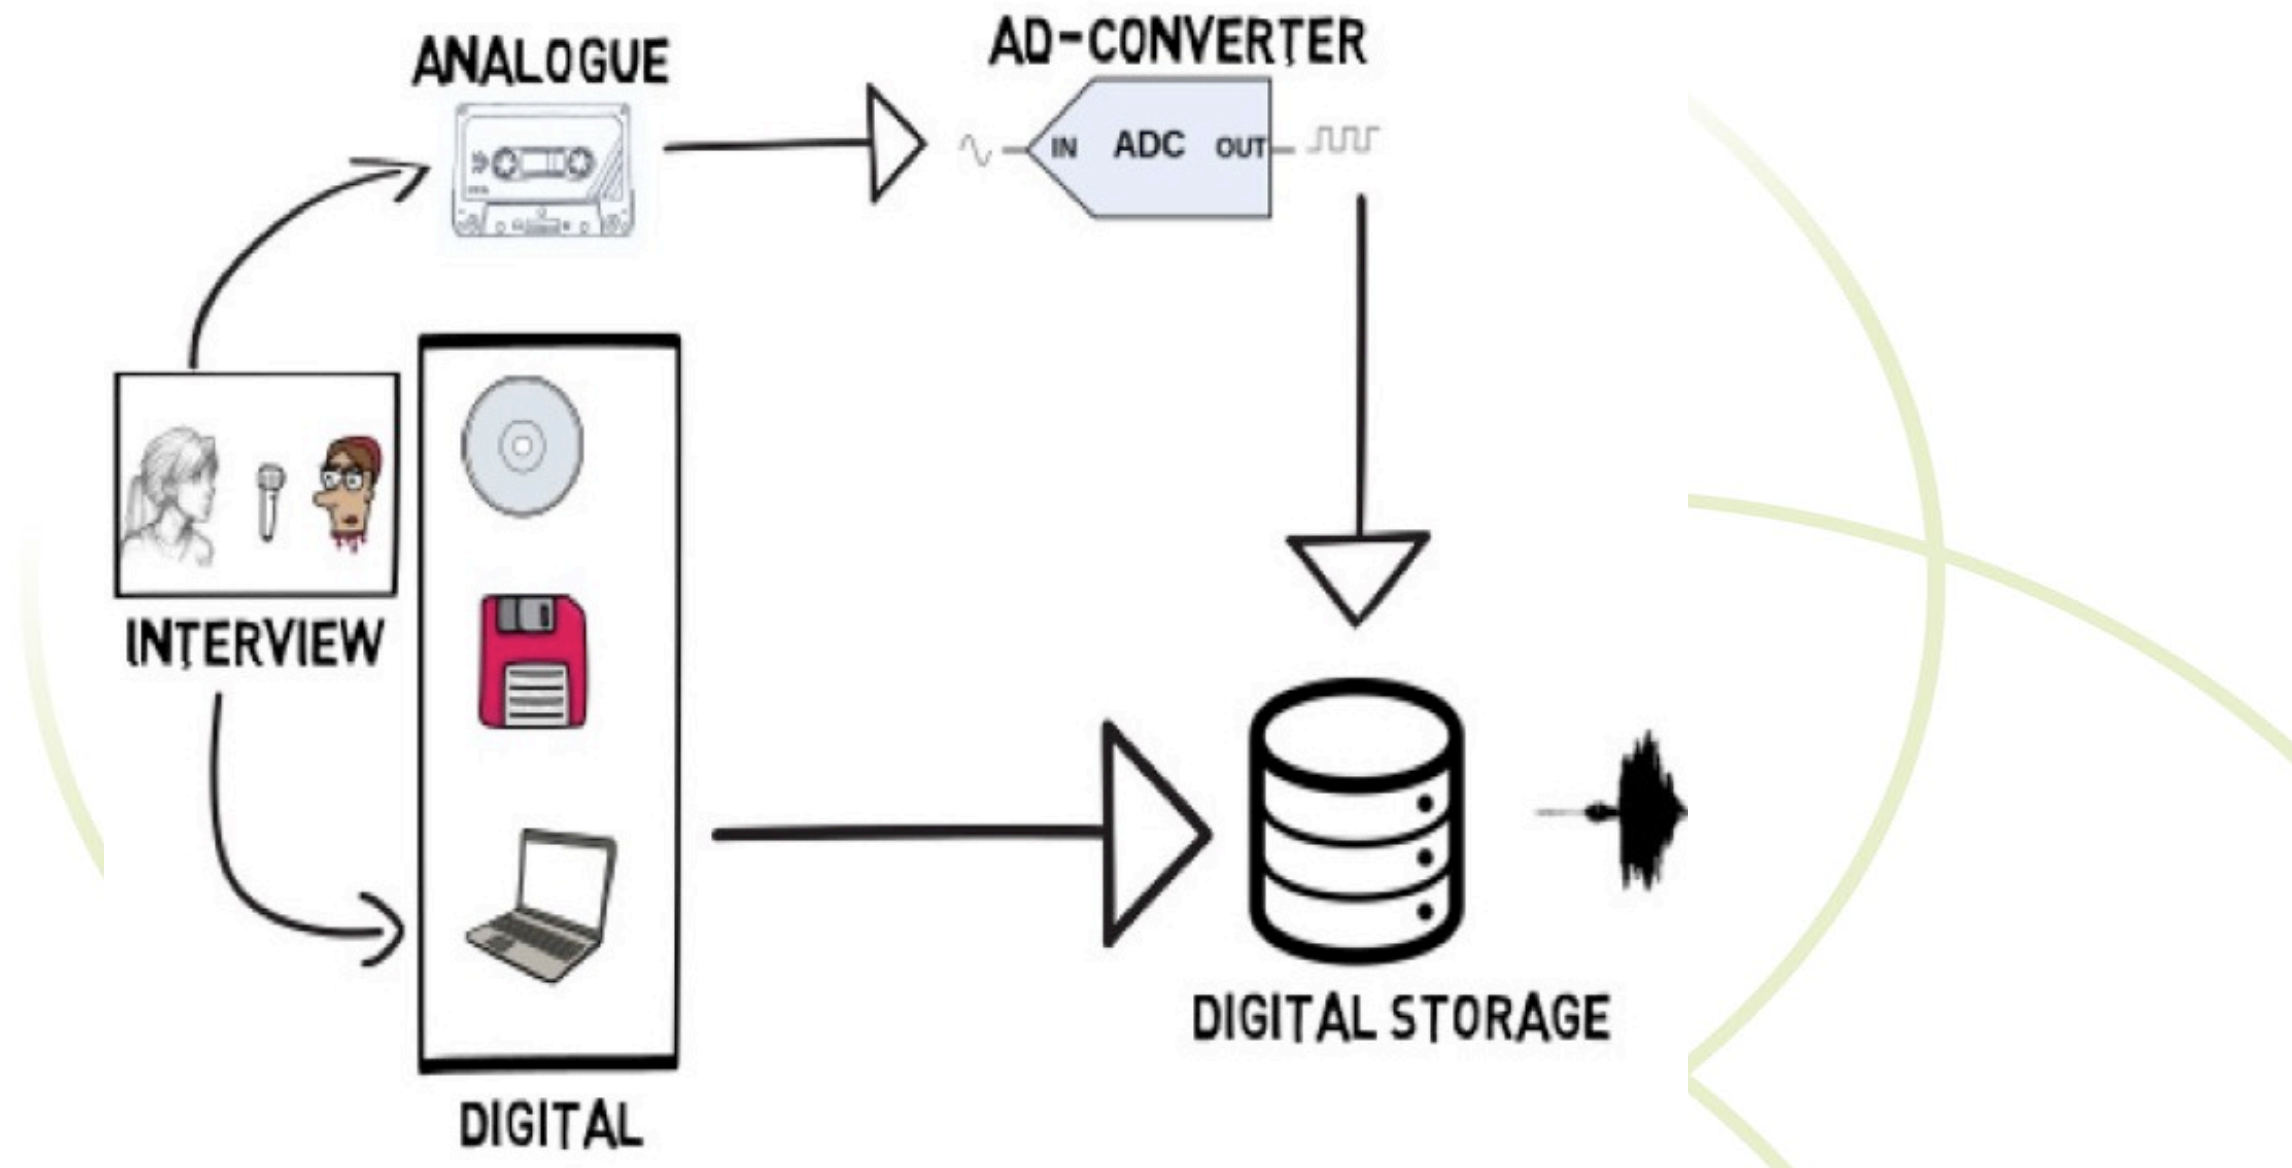 ANALOGUE
AD-CONVERTER
IN ADC OUT
INTERVIEW
DIGITAL STORAGE
DIGITAL